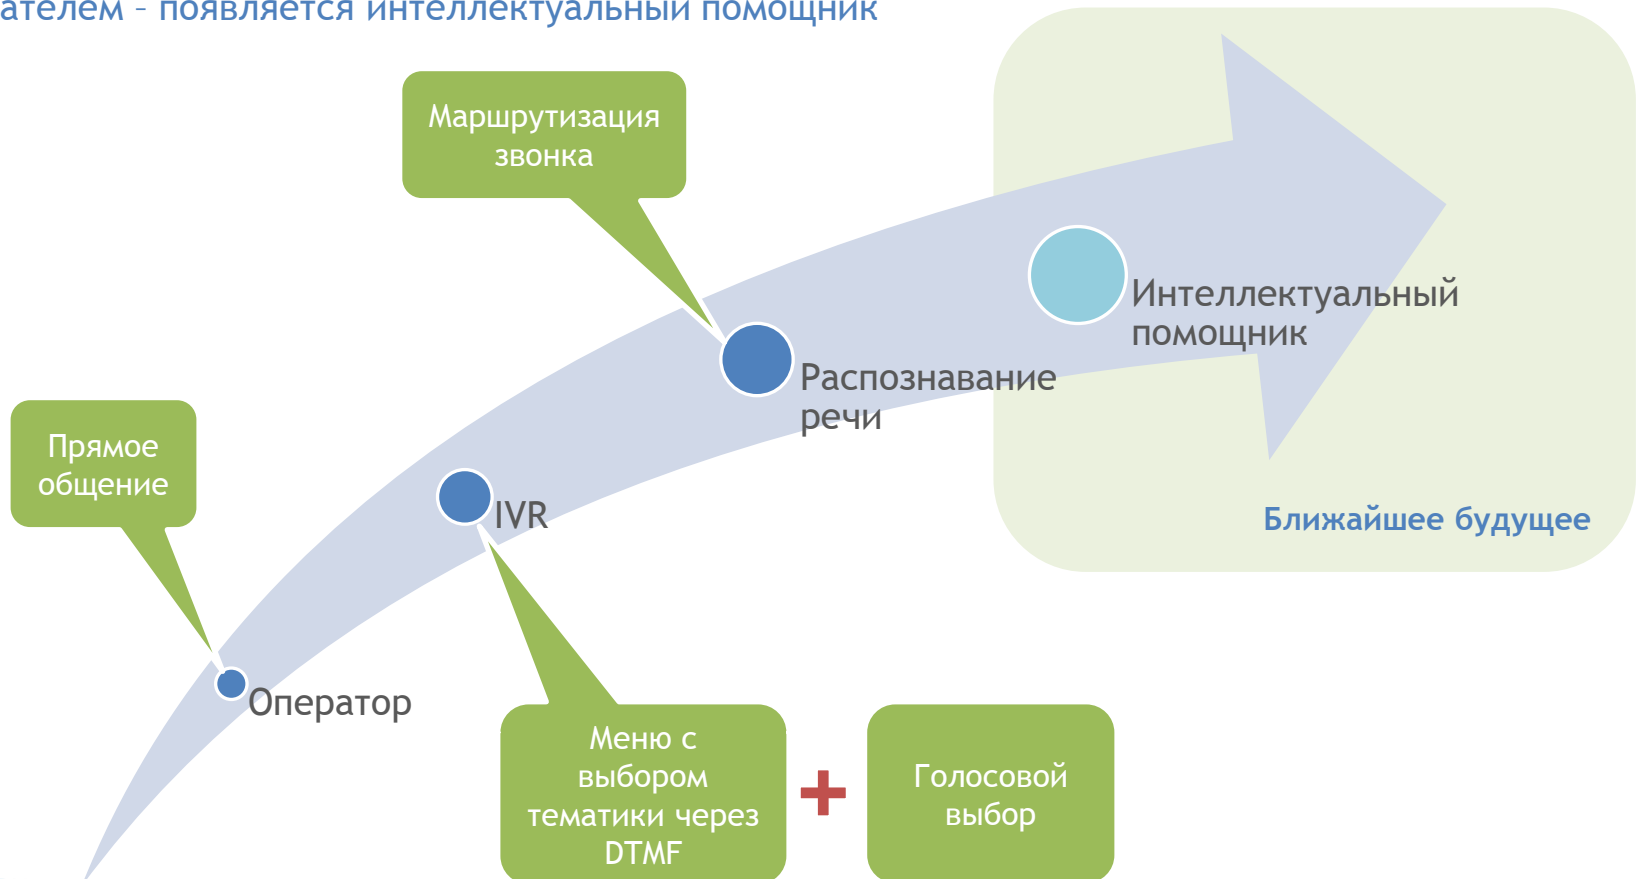 ателем – появляется интеллектуальный помощник
Маршрутизация
звонка
Интеллектуальный
помощник
Распознавание
речи
Прямое
общение
IVR
Ближайшее будущее
Оператор
Меню с
выбором
тематики через
DTMF
+
Голосовой
выбор